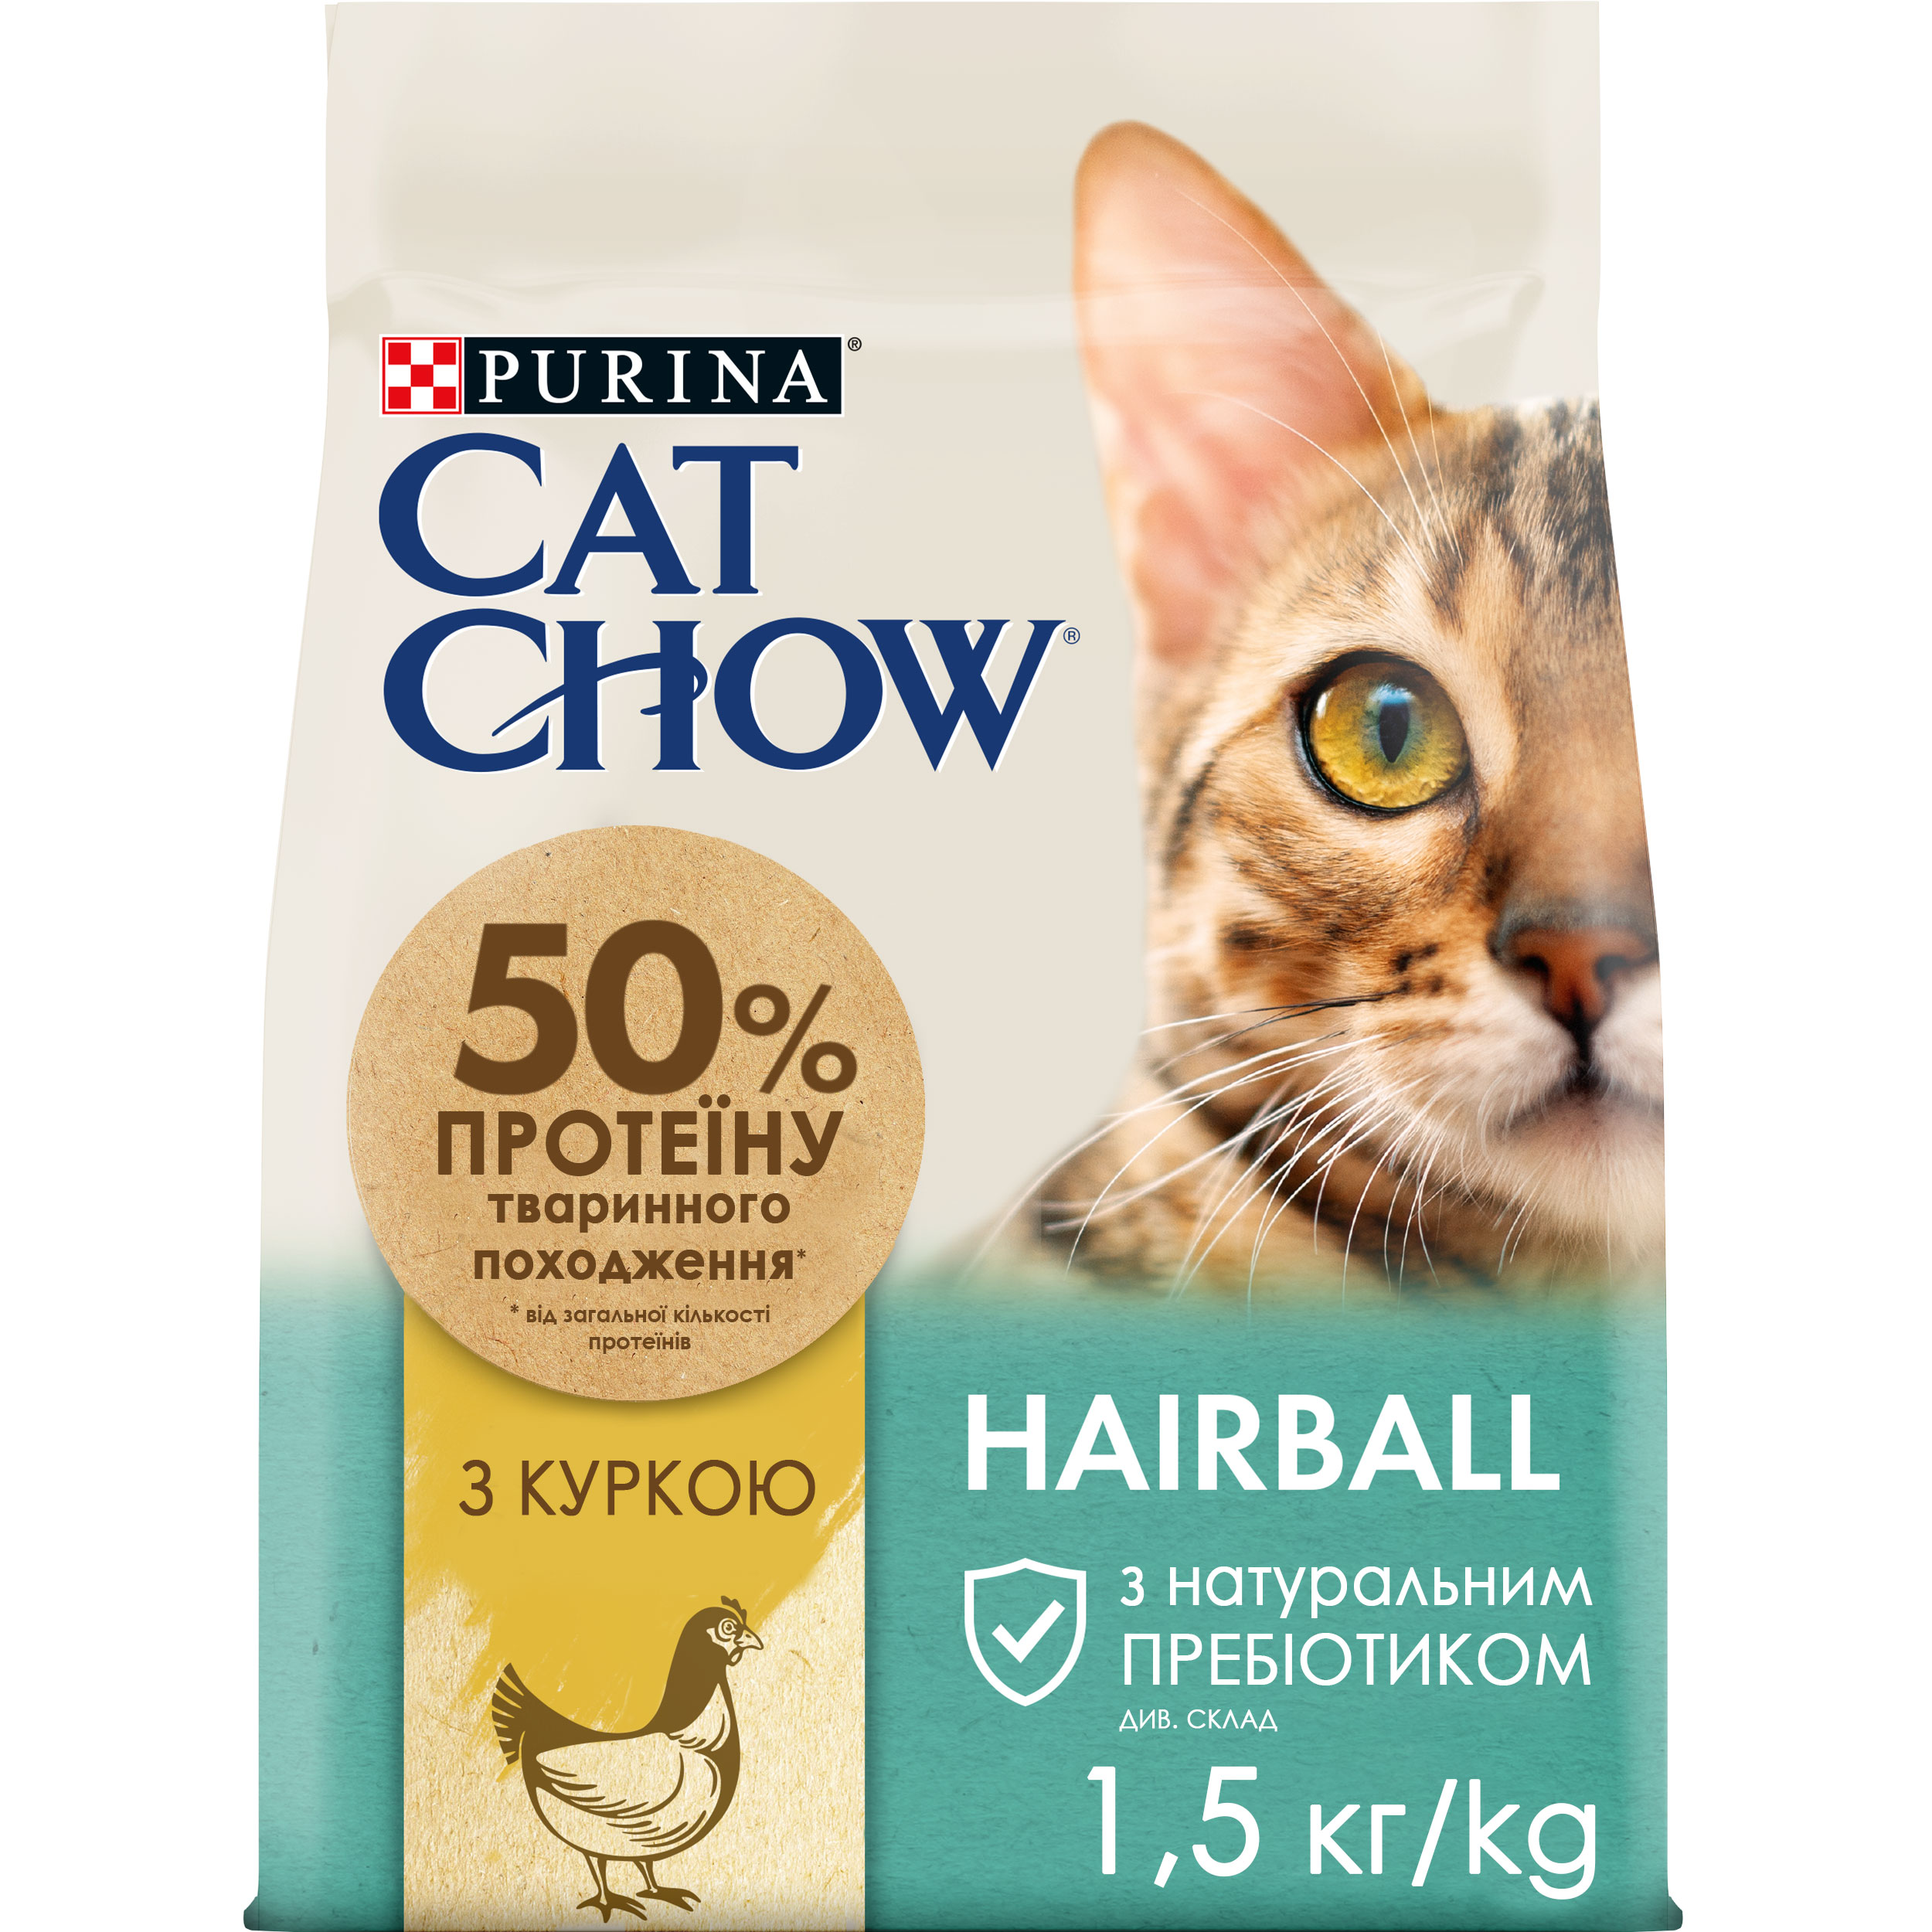 PURINA®
CAT
CHOW®
50%
ПРОТЕЇНУ
тваринного
походження*
* від загальної кількості
протеїнів
З КУРКОЮ
HAIRBALL
з натуральним
ПРЕБІОТИКОМ
ДИВ. СКЛАД
1,5 кг/kg